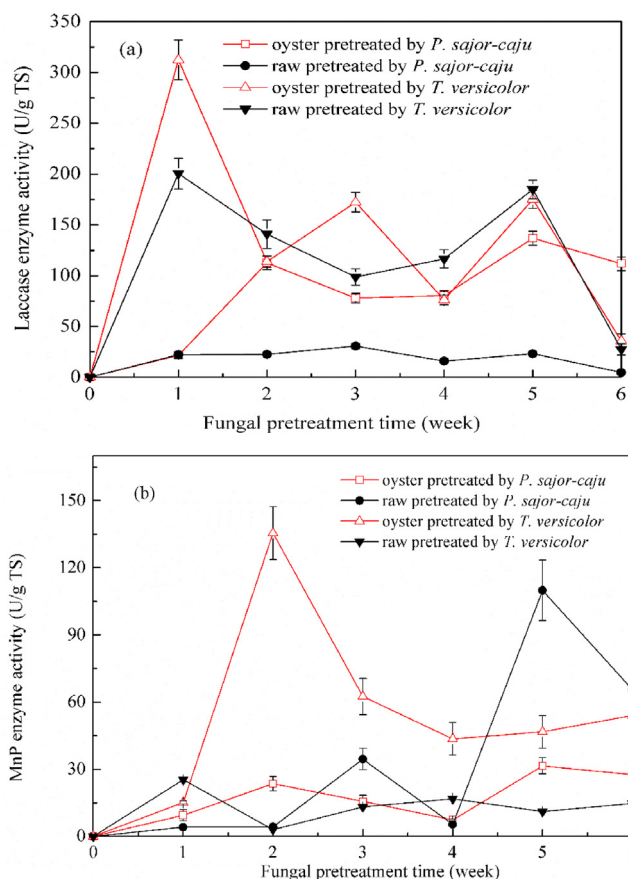 (a)
oyster pretreated by P. sajor-caju
raw pretreated by P. sajor-caju
oyster pretreated by T. versicolor
raw pretreated by T. versicolor
Laccase enzyme activity (U/g TS)
350
300
250
200
150
100
50
0
0 1 2 3 4 5 6
Fungal pretreatment time (week)
(b)
oyster pretreated by P. sajor-caju
raw pretreated by P. sajor-caju
oyster pretreated by T. versicolor
raw pretreated by T. versicolor
MnP enzyme activity (U/g TS)
150
120
90
60
30
0
0 1 2 3 4 5
Fungal pretreatment time (week)